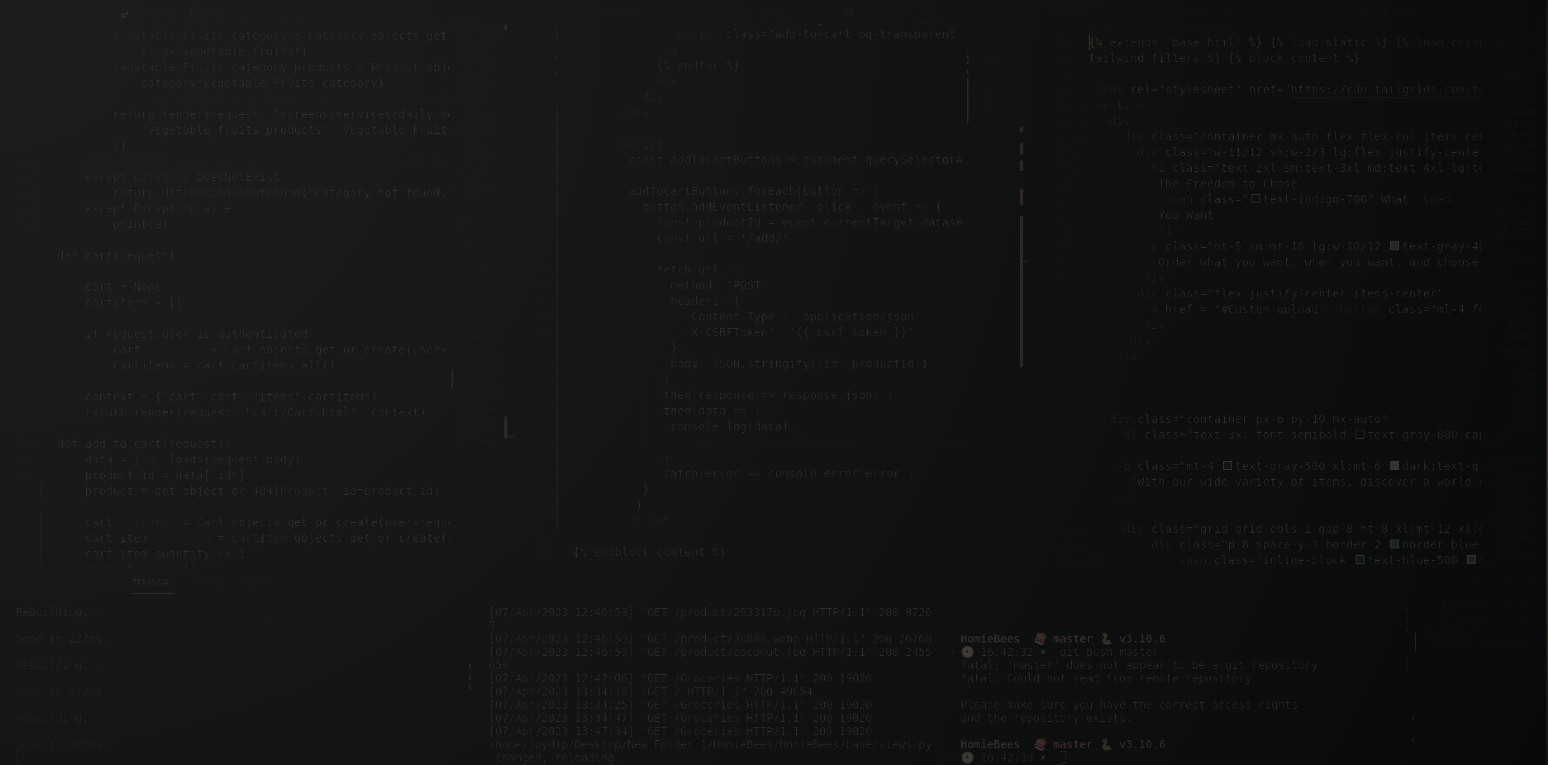 Vegetable_Fruits_category = Category.objects.get
slug='vegetable-fruits')
Vegetable_Fruits_category_products = Product.obj
category=Vegetable_Fruits_category)
return render(request, 'screens/services/daily_s
'Vegetable_fruits_products': Vegetable_Fruit
})
except Category.DoesNotExist
return HttpResponseNotFound(f"Category not found,
except Exception as e
print(e)
def cart(request)
cart = None
cartitems = []
if request.user.is_authenticated
cart = Cart.objects.get_or_create(user=
cartitems = cart.cartitems.all()
context = {"cart":cart, "items":cartitems}
return render(request, "cart/Cart.html", context)
def add_to_cart(request):
data = json.loads(request.body)
product_id = data["id"]
product = get_object_or_404(Product, id=product_id)
cart, created = Cart.objects.get_or_create(user=requ
cart_item, created = Cartitem.objects.get_or_create(
cart_item.quantity += 1
TERMINAL
button class="add-to-cart bg-transparent
{% endfor %}
div
div
const addToCartButtons = document.querySelectorA
addToCartButtons.forEach(button => {
button.addEventListener('click', event => {
const productId = event.currentTarget.datase
const url = "/add/"
fetch(url
method: 'POST'
headers: {
'Content-Type': 'application/json',
'X-CSRFToken': '{{ csrf_token }}'
},
body: JSON.stringify({id: productId})
})
then(response => response.json())
then(data => {
console.log(data);
})
catch(error => console.error(error));
}
})
script
{% endblock content %}
{% extends 'base.html' %} {% load static %} {% load crisp
tailwind_filters %} {% block content %}
link rel="stylesheet" href="https://cdn.tailgrids.com/t
section
div
div class="container mx-auto flex flex-col items-cen
div class="w-11/12 sm:w-2/3 lg:flex justify-cente
h1 class="text-2xl sm:text-3xl md:text-4xl lg:te
The Freedom to Chose
span class="text-indigo-700" What span
You Want
h1
p class="mt-5 sm:mt-10 lg:w-10/12 text-gray-40
Order what you want, when you want, and choose
div
div class="flex justify-center items-center"
a href = "#Custom_upload" button class="ml-4 fo
div
div
div
div class="container px-6 py-10 mx-auto"
h1 class="text-3xl font-semibold text-gray-800 cap
p class="mt-4 text-gray-500 xl:mt-6 dark:text-g
"With our wide variety of items, discover a world o
p
div class="grid grid-cols-1 gap-8 mt-8 xl:mt-12 xl:g
div class="p-8 space-y-3 border-2 border-blue
span class="inline-block text-blue-500
Rebuilding...
Done in 227ms.
Rebuilding...
Done in 213ms.
Rebuilding...
Done in 307ms.
[07/Apr/2023 12:46:59] "GET /product/253317b.jpg HTTP/1.1" 200 9726
7
[07/Apr/2023 12:46:59] "GET /product/3088h.webp HTTP/1.1" 200 26768
[07/Apr/2023 12:46:59] "GET /product/coconut.jpg HTTP/1.1" 200 2455
659
[07/Apr/2023 12:47:06] "GET /Groceries HTTP/1.1" 200 19020
[07/Apr/2023 13:34:18] "GET / HTTP/1.1" 200 49654
[07/Apr/2023 13:34:25] "GET /Groceries HTTP/1.1" 200 19020
[07/Apr/2023 13:34:47] "GET /Groceries HTTP/1.1" 200 19020
[07/Apr/2023 13:47:34] "GET /Groceries HTTP/1.1" 200 19020
/home/joydip/Desktop/New Folder 1/HomieBees/HomieBees/base/views.py
changed, reloading.
HomieBees master v3.10.6
16:42:32 git push master
fatal: 'master' does not appear to be a git repository
fatal: Could not read from remote repository.
Please make sure you have the correct access rights
and the repository exists.
HomieBees master v3.10.6
16:42:39